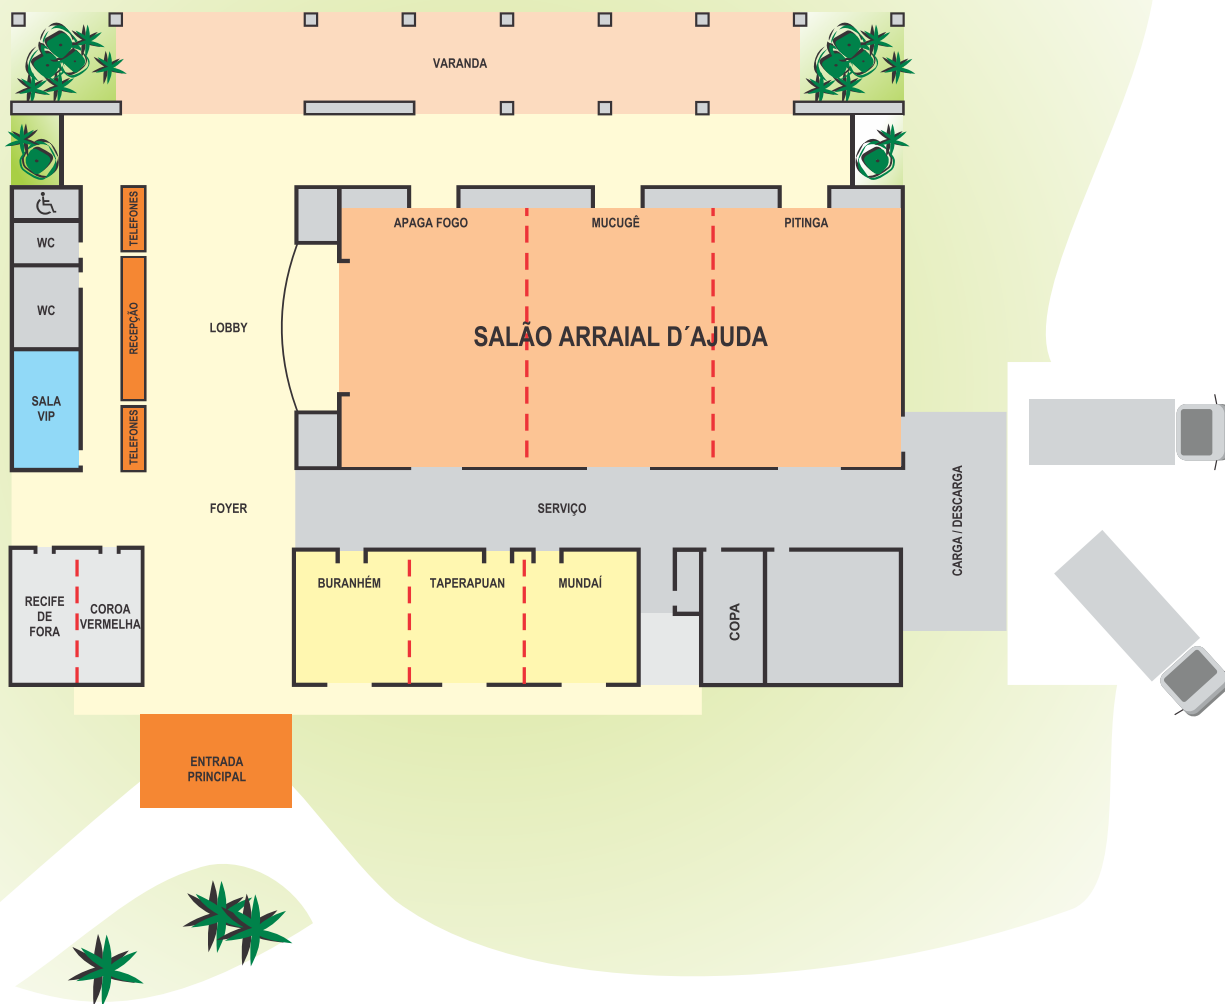 VARANDA
TELEFONES
APAGA FOGO
MUCUGÊ
PITINGA
WC
WC
RECEPÇÃO
LOBBY
SALÃO ARRAIAL D´AJUDA
SALA
VIP
TELEFONES
FOYER
SERVIÇO
CARGA / DESCARGA
RECIFE
DE
FORA
COROA
VERMELHA
BURANHÉM
TAPERAPUAN
MUNDAÍ
COPA
ENTRADA
PRINCIPAL